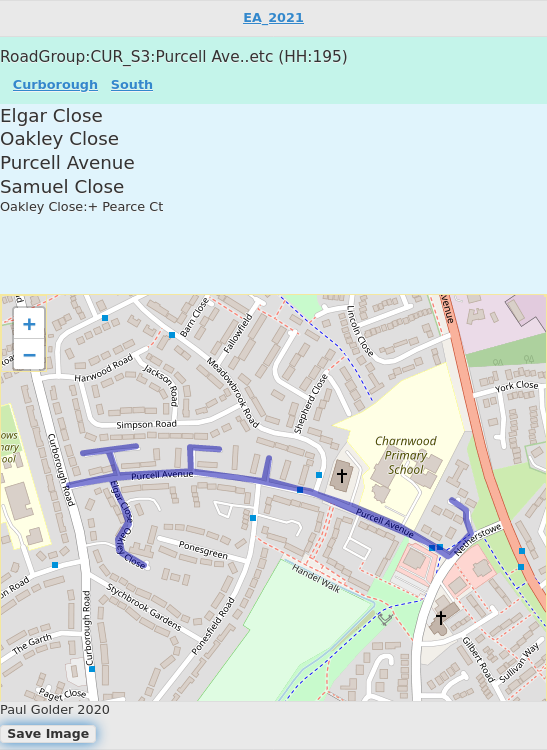 EA_2021
RoadGroup:CUR_S3:Purcell Ave..etc (HH:195)
Curborough South
Elgar Close
Oakley Close
Purcell Avenue
Samuel Close
Oakley Close:+ Pearce Ct
+
−
Barn Close
Fallowfield
Lincoln Close
Harwood Road
Jackson Road
Meadowbrook Road
Shepherd Close
York Close
Simpson Road
Curborough Road
Charnwood
Primary
School
Purcell Avenue
Elgar Close
Purcell Avenue
Netherstowe
Ponesgreen
Handel Walk
Stychbrook Gardens
Curborough Road
Ponesfield Road
The Garth
Gilbert Road
Sullivan Way
Paget Close
Paul Golder 2020
Save Image